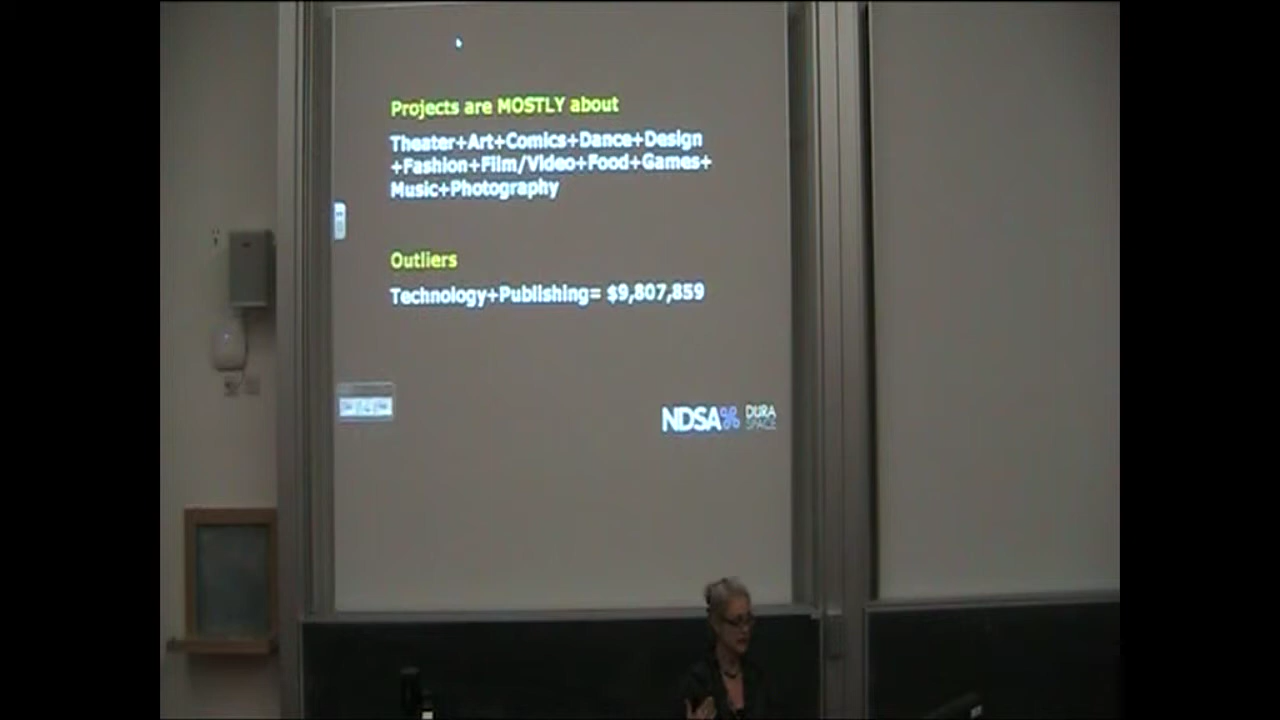 Projects are MOSTLY about
Theater+Art+Comics+Dance+Design
+Fashion+Film/Video+Food+Games+
Music+Photography
Outliers
Technology+Publishing= $9,807,859
NDSA DURA
SPACE